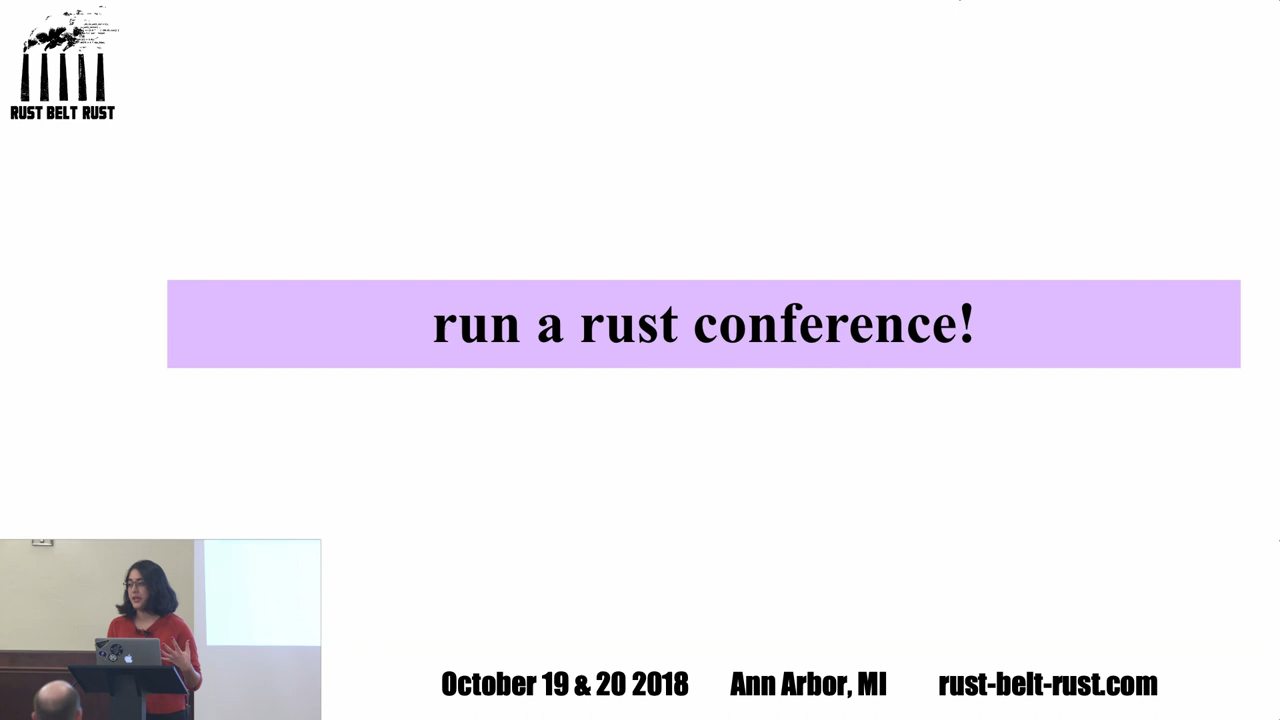 RUST BELT RUST
run a rust conference!
October 19 & 20 2018 Ann Arbor, MI rust-belt-rust.com